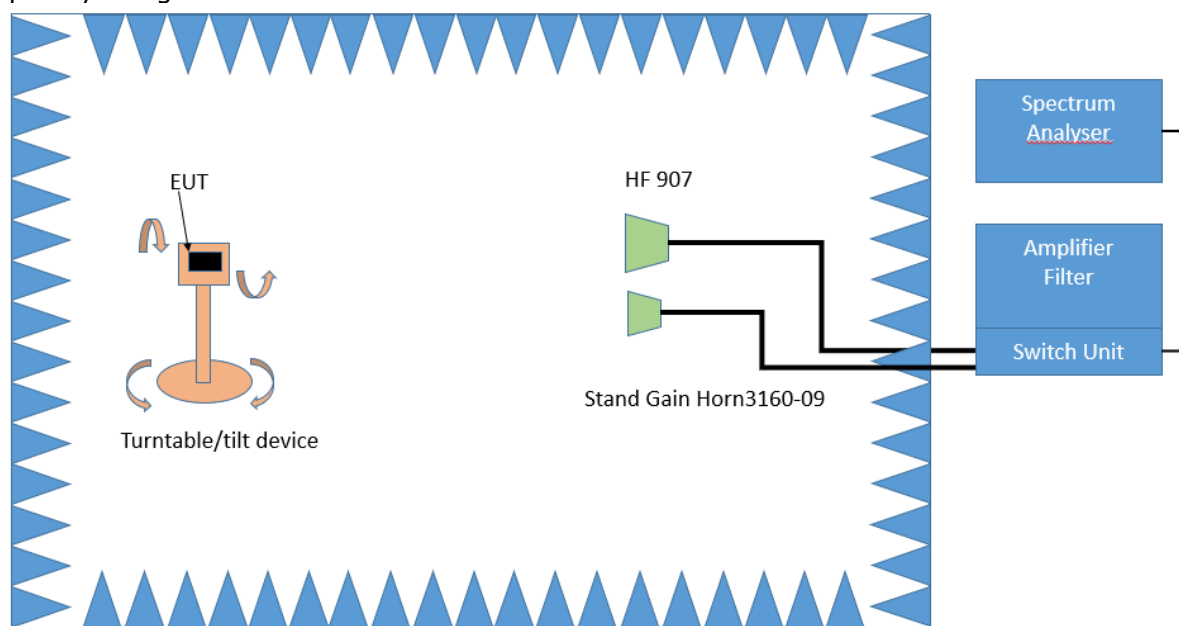 Spectrum
Analyser
EUT
HF 907
Amplifier
Filter
Switch Unit
Stand Gain Horn3160-09
Turntable/tilt device